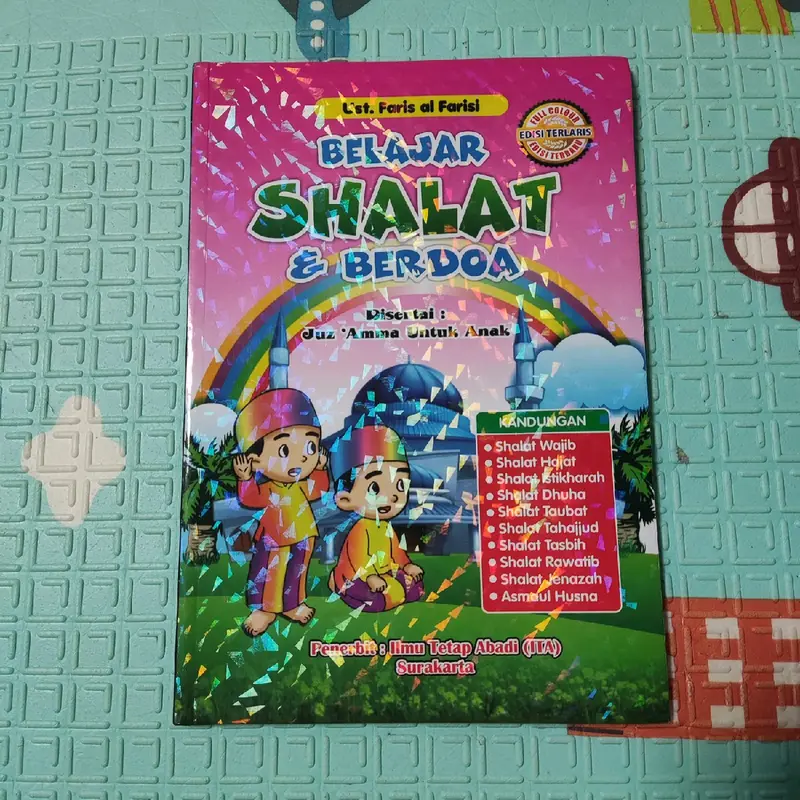 Ust. Faris al Farisi
FULL COLOUR
EDISI TERLARIS
EDISI TERBARU
BELAJAR
SHALAT
& BERDOA
Disertai :
Juz 'Amma Untuk Anak
KANDUNGAN
• Shalat Wajib
• Shalat Hajat
• Shalat Istikharah
• Shalat Dhuha
• Shalat Taubat
• Shalat Tahajjud
• Shalat Tasbih
• Shalat Rawatib
• Shalat Jenazah
• Asmaul Husna
Penerbit : Ilmu Tetap Abadi (ITA)
Surakarta